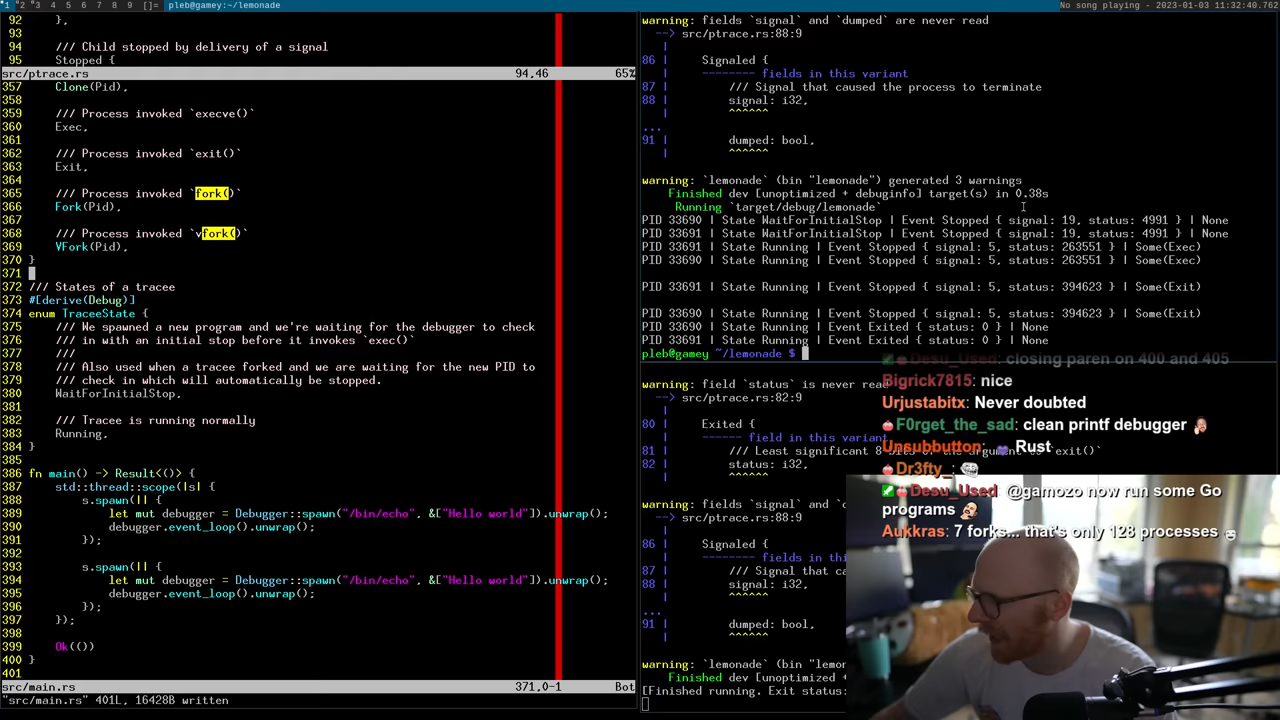 1 2 3 4 5 6 7 8 9 []= pleb@gamey:~/lemonade No song playing - 2023-01-03 11:32:40.762
92 },
93
94 /// Child stopped by delivery of a signal
95 Stopped {
src/ptrace.rs 94,46 65%
357 Clone(Pid),
358
359 /// Process invoked `execve()`
360 Exec,
361
362 /// Process invoked `exit()`
363 Exit,
364
365 /// Process invoked `fork()`
366 Fork(Pid),
367
368 /// Process invoked `vfork()`
369 VFork(Pid),
370 }
371
372 /// States of a tracee
373 #[derive(Debug)]
374 enum TraceeState {
375 /// We spawned a new program and we're waiting for the debugger to check
376 /// in with an initial stop before it invokes `exec()`
377 ///
378 /// Also used when a tracee forked and we are waiting for the new PID to
379 /// check in which will automatically be stopped.
380 WaitForInitialStop,
381
382 /// Tracee is running normally
383 Running,
384 }
385
386 fn main() -> Result<()> {
387 std::thread::scope(|s| {
388 s.spawn(|| {
389 let mut debugger = Debugger::spawn("/bin/echo", &["Hello world"]).unwrap();
390 debugger.event_loop().unwrap();
391 });
392
393 s.spawn(|| {
394 let mut debugger = Debugger::spawn("/bin/echo", &["Hello world"]).unwrap();
395 debugger.event_loop().unwrap();
396 });
397 });
398
399 Ok(())
400 }
401
src/main.rs 371,0-1 Bot
"src/main.rs" 401L, 16428B written
warning: fields `signal` and `dumped` are never read
--> src/ptrace.rs:88:9
|
86 | Signaled {
| -------- fields in this variant
87 | /// Signal that caused the process to terminate
88 | signal: i32,
| ^^^^^^
...
91 | dumped: bool,
| ^^^^^^
warning: `lemonade` (bin "lemonade") generated 3 warnings
Finished dev [unoptimized + debuginfo] target(s) in 0.38s
Running `target/debug/lemonade`
PID 33690 | State WaitForInitialStop | Event Stopped { signal: 19, status: 4991 } | None
PID 33691 | State WaitForInitialStop | Event Stopped { signal: 19, status: 4991 } | None
PID 33691 | State Running | Event Stopped { signal: 5, status: 263551 } | Some(Exec)
PID 33690 | State Running | Event Stopped { signal: 5, status: 263551 } | Some(Exec)
PID 33691 | State Running | Event Stopped { signal: 5, status: 394623 } | Some(Exit)
PID 33690 | State Running | Event Stopped { signal: 5, status: 394623 } | Some(Exit)
PID 33690 | State Running | Event Exited { status: 0 } | None
PID 33691 | State Running | Event Exited { status: 0 } | None
pleb@gamey ~/lemonade $
warning: field `status` is never read
--> src/ptrace.rs:82:9
|
80 | Exited {
| ------ field in this variant
81 | /// Least significant 8 bits of the argument to `exit()`
82 | status: i32,
| ^^^^^^
warning: fields `signal` and `d
--> src/ptrace.rs:88:9
|
86 | Signaled {
| -------- fields in thi
87 | /// Signal that ca
88 | signal: i32,
| ^^^^^^
...
91 | dumped: bool,
| ^^^^^^
warning: `lemonade` (bin "lemon
Finished dev [unoptimized +
[Finished running. Exit status:
Desu_Used: closing paren on 400 and 405
Bigrick7815: nice
Urjustabitx: Never doubted
F0rget_the_sad: clean printf debugger
Unsubbutton: Rust
Dr3fty_:
Desu_Used @gamozo now run some Go
programs
Aukkras: 7 forks... that's only 128 processes